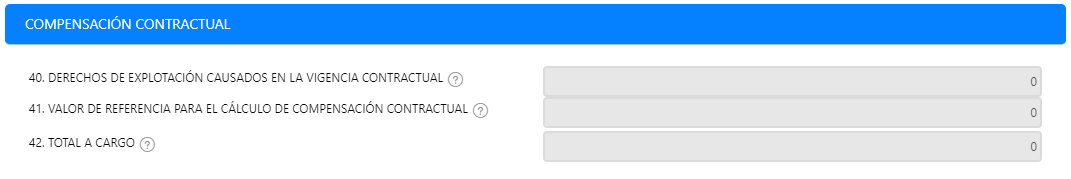 COMPENSACIÓN CONTRACTUAL
40. DERECHOS DE EXPLOTACIÓN CAUSADOS EN LA VIGENCIA CONTRACTUAL ? 0
41. VALOR DE REFERENCIA PARA EL CÁLCULO DE COMPENSACIÓN CONTRACTUAL ? 0
42. TOTAL A CARGO ? 0